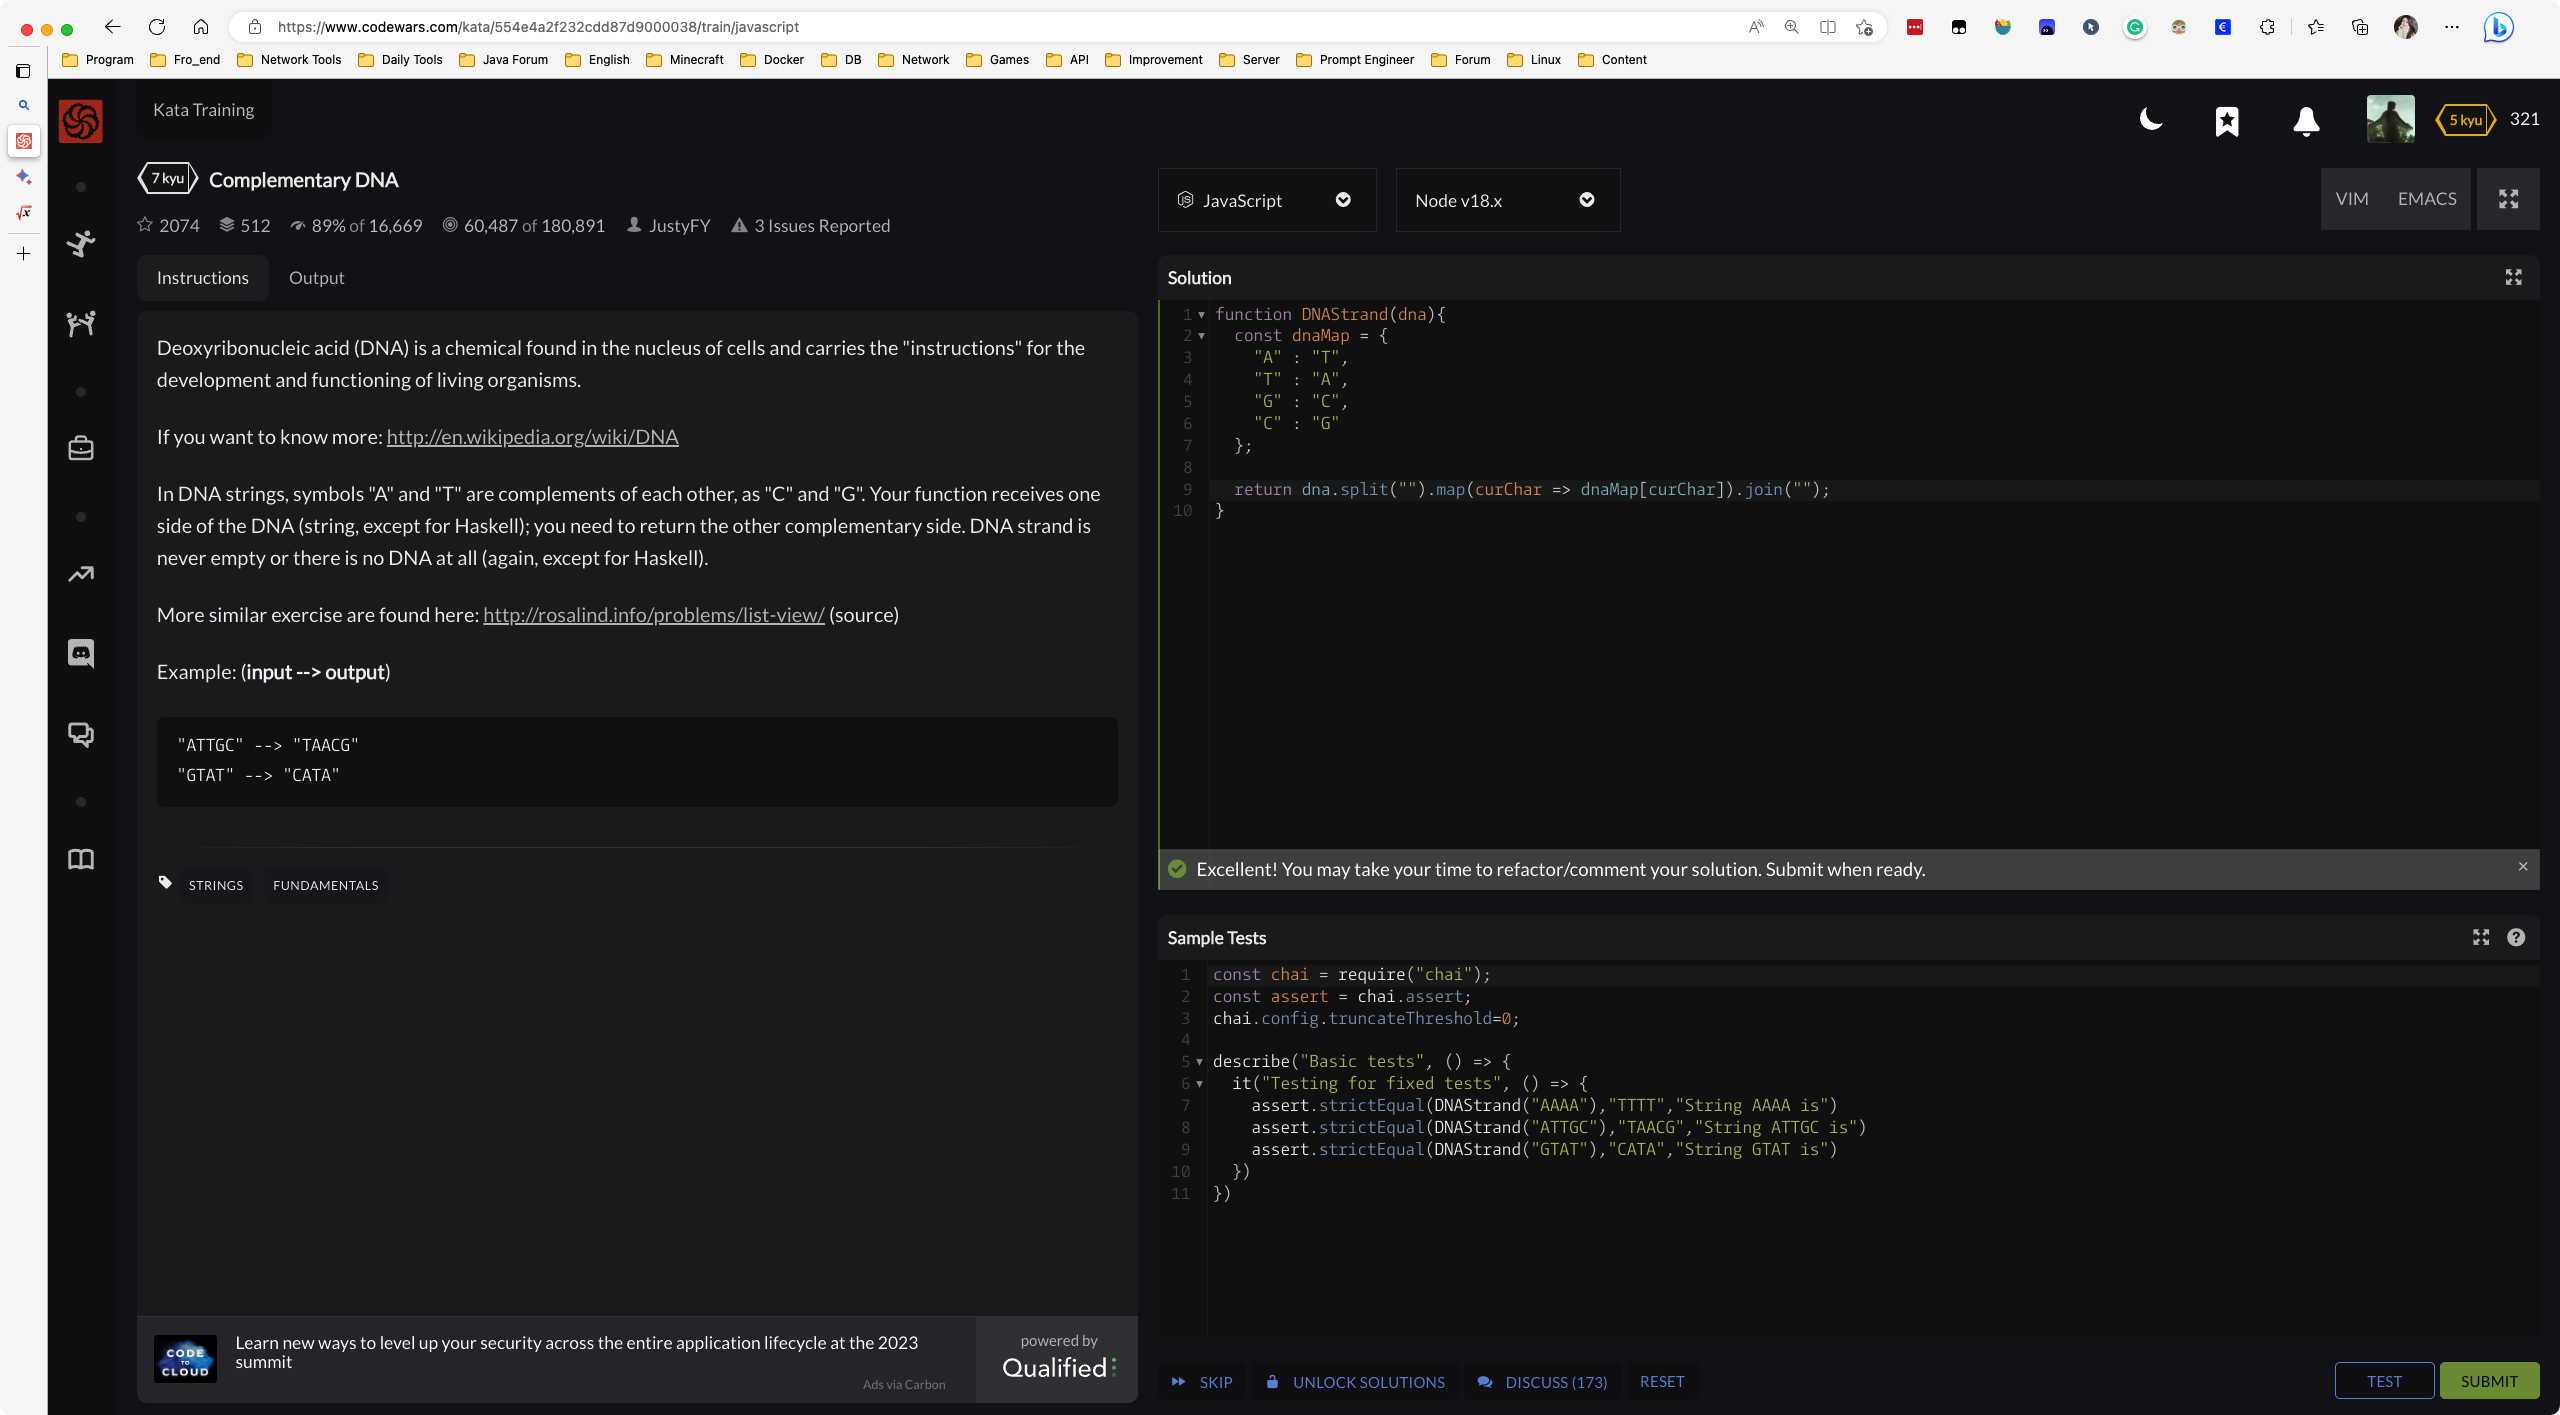 https://www.codewars.com/kata/554e4a2f232cdd87d9000038/train/javascript
Program Fro_end Network Tools Daily Tools Java Forum English Minecraft Docker DB Network Games API Improvement Server Prompt Engineer Forum Linux Content
Kata Training
5 kyu 321
7 kyu Complementary DNA
2074 512 89% of 16,669 60,487 of 180,891 JustyFY 3 Issues Reported
Instructions Output
Deoxyribonucleic acid (DNA) is a chemical found in the nucleus of cells and carries the "instructions" for the
development and functioning of living organisms.
If you want to know more: http://en.wikipedia.org/wiki/DNA
In DNA strings, symbols "A" and "T" are complements of each other, as "C" and "G". Your function receives one
side of the DNA (string, except for Haskell); you need to return the other complementary side. DNA strand is
never empty or there is no DNA at all (again, except for Haskell).
More similar exercise are found here: http://rosalind.info/problems/list-view/ (source)
Example: (input --> output)
"ATTGC" --> "TAACG"
"GTAT" --> "CATA"
STRINGS FUNDAMENTALS
CODE TO CLOUD
Learn new ways to level up your security across the entire application lifecycle at the 2023
summit
Ads via Carbon
powered by
Qualified
JavaScript Node v18.x VIM EMACS
Solution
1 function DNAStrand(dna){
2 const dnaMap = {
3 "A" : "T",
4 "T" : "A",
5 "G" : "C",
6 "C" : "G"
7 };
8
9 return dna.split("").map(curChar => dnaMap[curChar]).join("");
10 }
Excellent! You may take your time to refactor/comment your solution. Submit when ready.
Sample Tests
1 const chai = require("chai");
2 const assert = chai.assert;
3 chai.config.truncateThreshold=0;
4
5 describe("Basic tests", () => {
6 it("Testing for fixed tests", () => {
7 assert.strictEqual(DNAStrand("AAAA"),"TTTT","String AAAA is")
8 assert.strictEqual(DNAStrand("ATTGC"),"TAACG","String ATTGC is")
9 assert.strictEqual(DNAStrand("GTAT"),"CATA","String GTAT is")
10 })
11 })
SKIP UNLOCK SOLUTIONS DISCUSS (173) RESET TEST SUBMIT